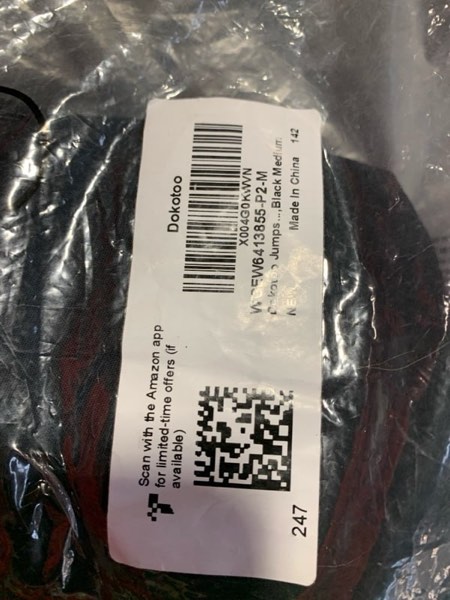 Scan with the Amazon app
for limited-time offers (if
available)
247
Dokotoo
Jumps...,Black Medium
Made In China 142